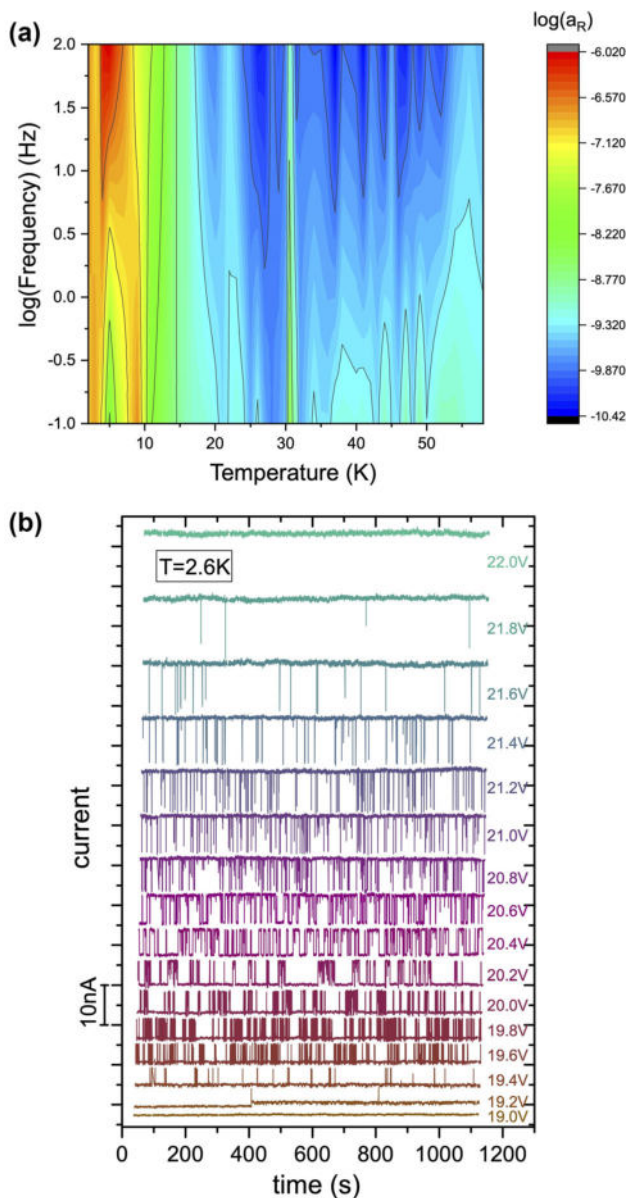 (a)
log(a_R)
2.0
1.5
1.0
0.5
0.0
-0.5
-1.0
log(Frequency) (Hz)
10 20 30 40 50
Temperature (K)
-6.020
-6.570
-7.120
-7.670
-8.220
-8.770
-9.320
-9.870
-10.42
(b)
T=2.6K
22.0V
21.8V
21.6V
21.4V
21.2V
21.0V
20.8V
20.6V
20.4V
20.2V
20.0V
19.8V
19.6V
19.4V
19.2V
19.0V
current
10nA
0 200 400 600 800 1000 1200
time (s)